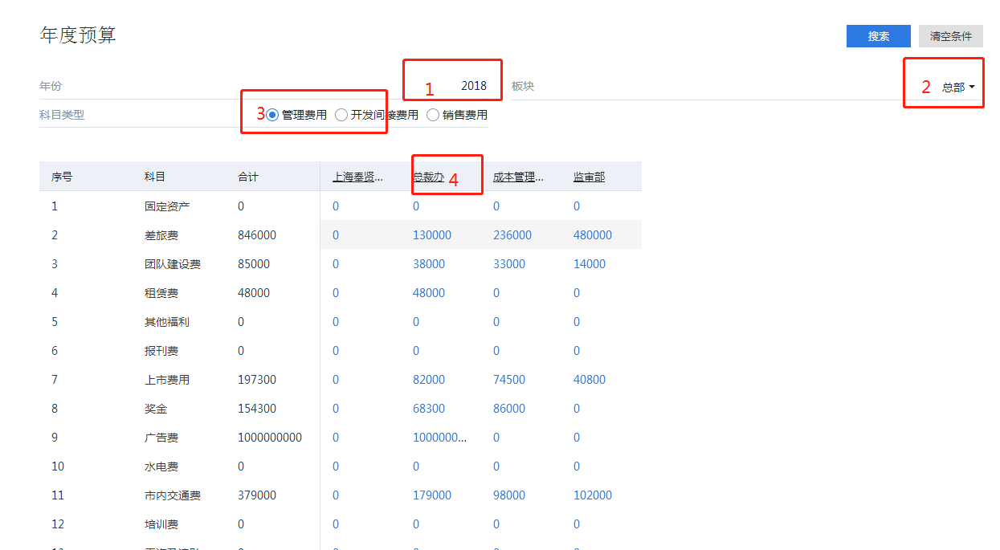 年度预算
搜索 清空条件
年份 1 2018 板块 2 总部
科目类型 3 管理费用 开发间接费用 销售费用
序号 科目 合计 上海奉贤... 总裁办 4 成本管理... 监审部
1 固定资产 0 0 0 0 0
2 差旅费 846000 0 130000 236000 480000
3 团队建设费 85000 0 38000 33000 14000
4 租赁费 48000 0 48000 0 0
5 其他福利 0 0 0 0 0
6 报刊费 0 0 0 0 0
7 上市费用 197300 0 82000 74500 40800
8 奖金 154300 0 68300 86000 0
9 广告费 1000000000 0 1000000... 0 0
10 水电费 0 0 0 0 0
11 市内交通费 379000 0 179000 98000 102000
12 培训费 0 0 0 0 0